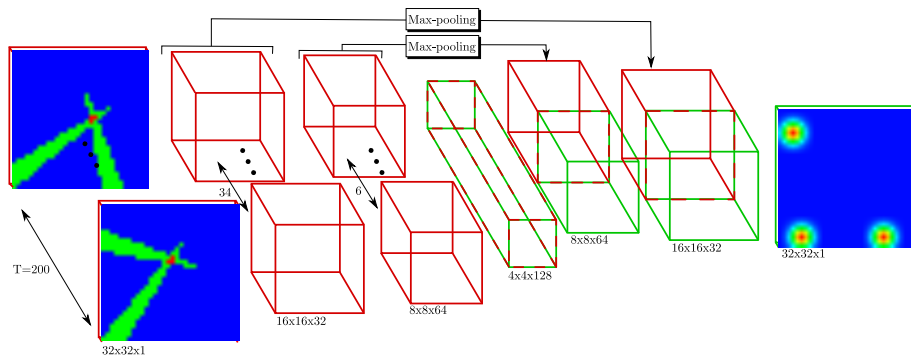 Max-pooling
Max-pooling
34
6
T=200
32x32x1
16x16x32
8x8x64
4x4x128
8x8x64
16x16x32
32x32x1